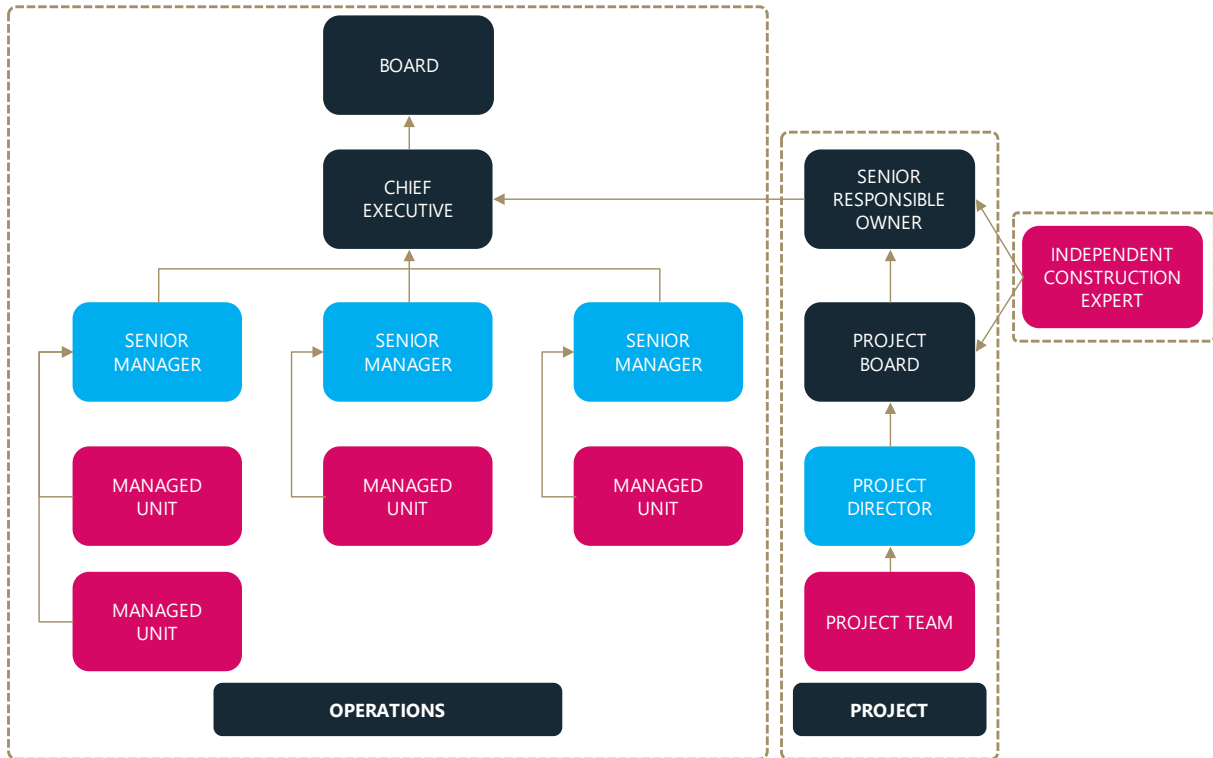 BOARD
CHIEF
EXECUTIVE
SENIOR
RESPONSIBLE
OWNER
INDEPENDENT
CONSTRUCTION
EXPERT
SENIOR
MANAGER
SENIOR
MANAGER
SENIOR
MANAGER
PROJECT
BOARD
MANAGED
UNIT
MANAGED
UNIT
MANAGED
UNIT
PROJECT
DIRECTOR
MANAGED
UNIT
PROJECT TEAM
OPERATIONS
PROJECT